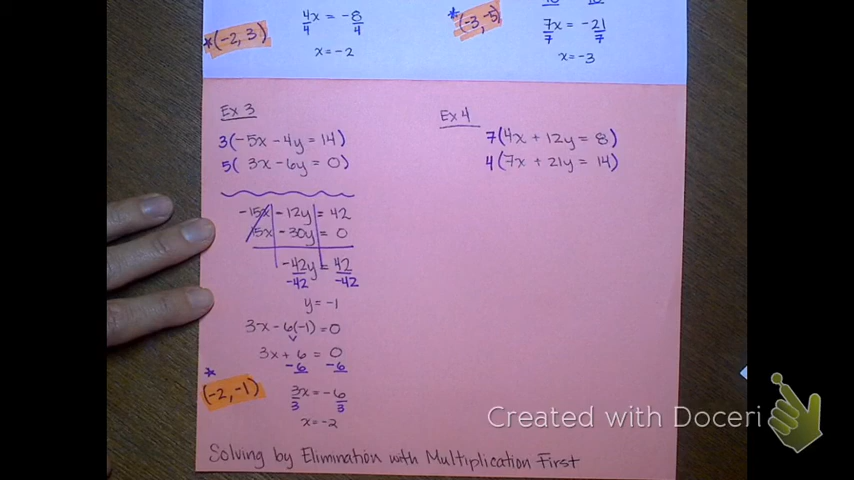 4x = -8
4 4
x = -2
*(-2, 3)
*(-3, -5)
7x = -21
7 7
x = -3
Ex 3
3(-5x - 4y = 14)
5( 3x - 6y = 0)
-15x - 12y = 42
15x - 30y = 0
-42y = 42
-42 -42
y = -1
3x - 6(-1) = 0
3x + 6 = 0
-6 -6
3x = -6
3 3
x = -2
*
(-2, -1)
Ex 4
7(4x + 12y = 8)
4(7x + 21y = 14)
Solving by Elimination with Multiplication First
Created with Doceri